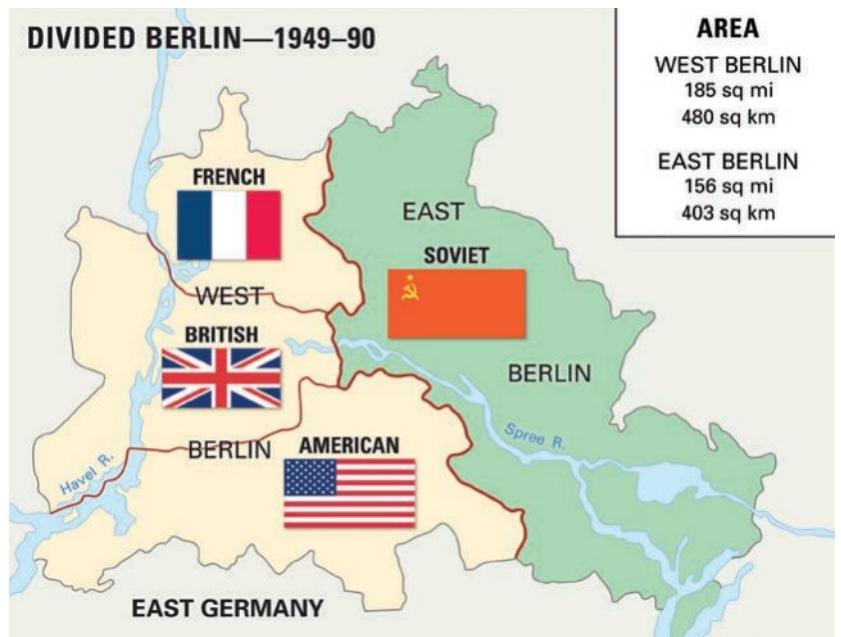 DIVIDED BERLIN—1949–90
AREA
WEST BERLIN
185 sq mi
480 sq km
EAST BERLIN
156 sq mi
403 sq km
FRENCH
EAST
SOVIET
WEST
BRITISH
BERLIN
BERLIN
AMERICAN
Spree R.
Havel R.
EAST GERMANY